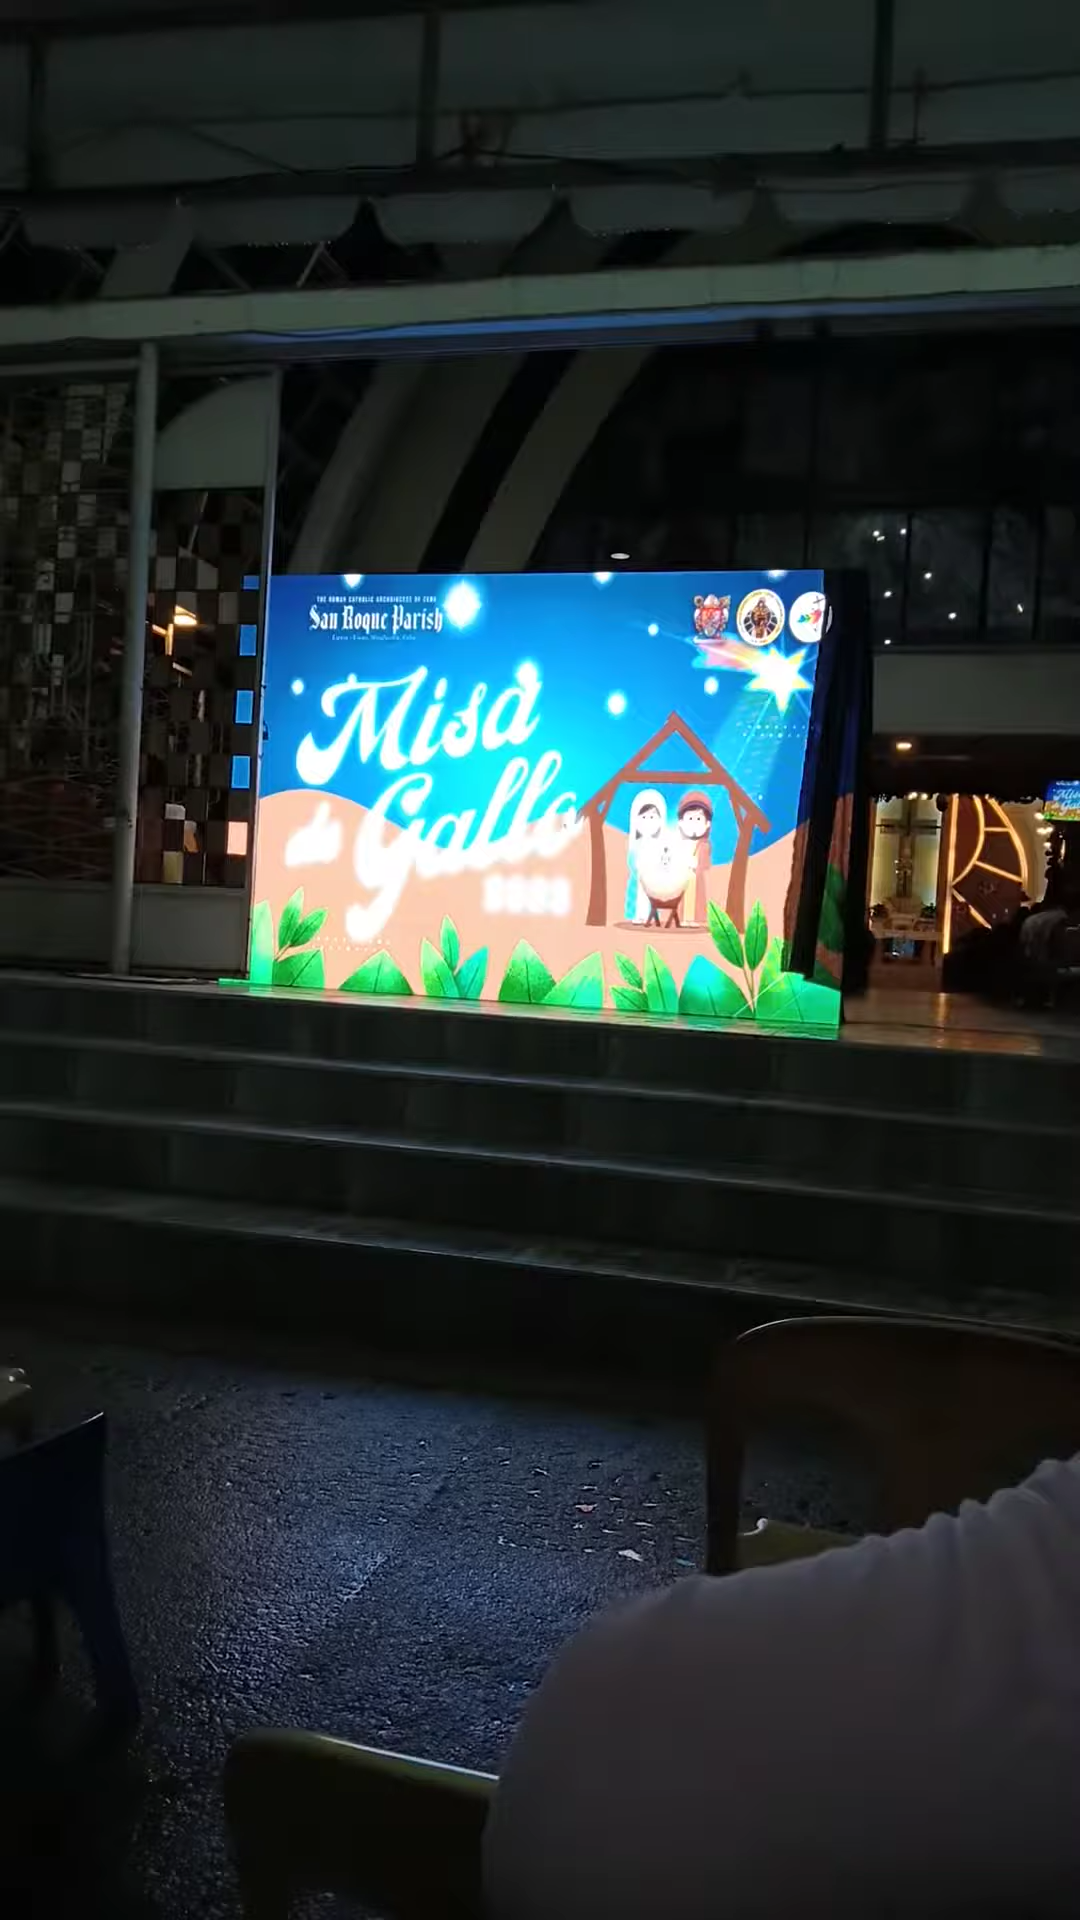 THE ROMAN CATHOLIC ARCHDIOCESE OF CEBU
San Roque Parish
Misa
de Gallo